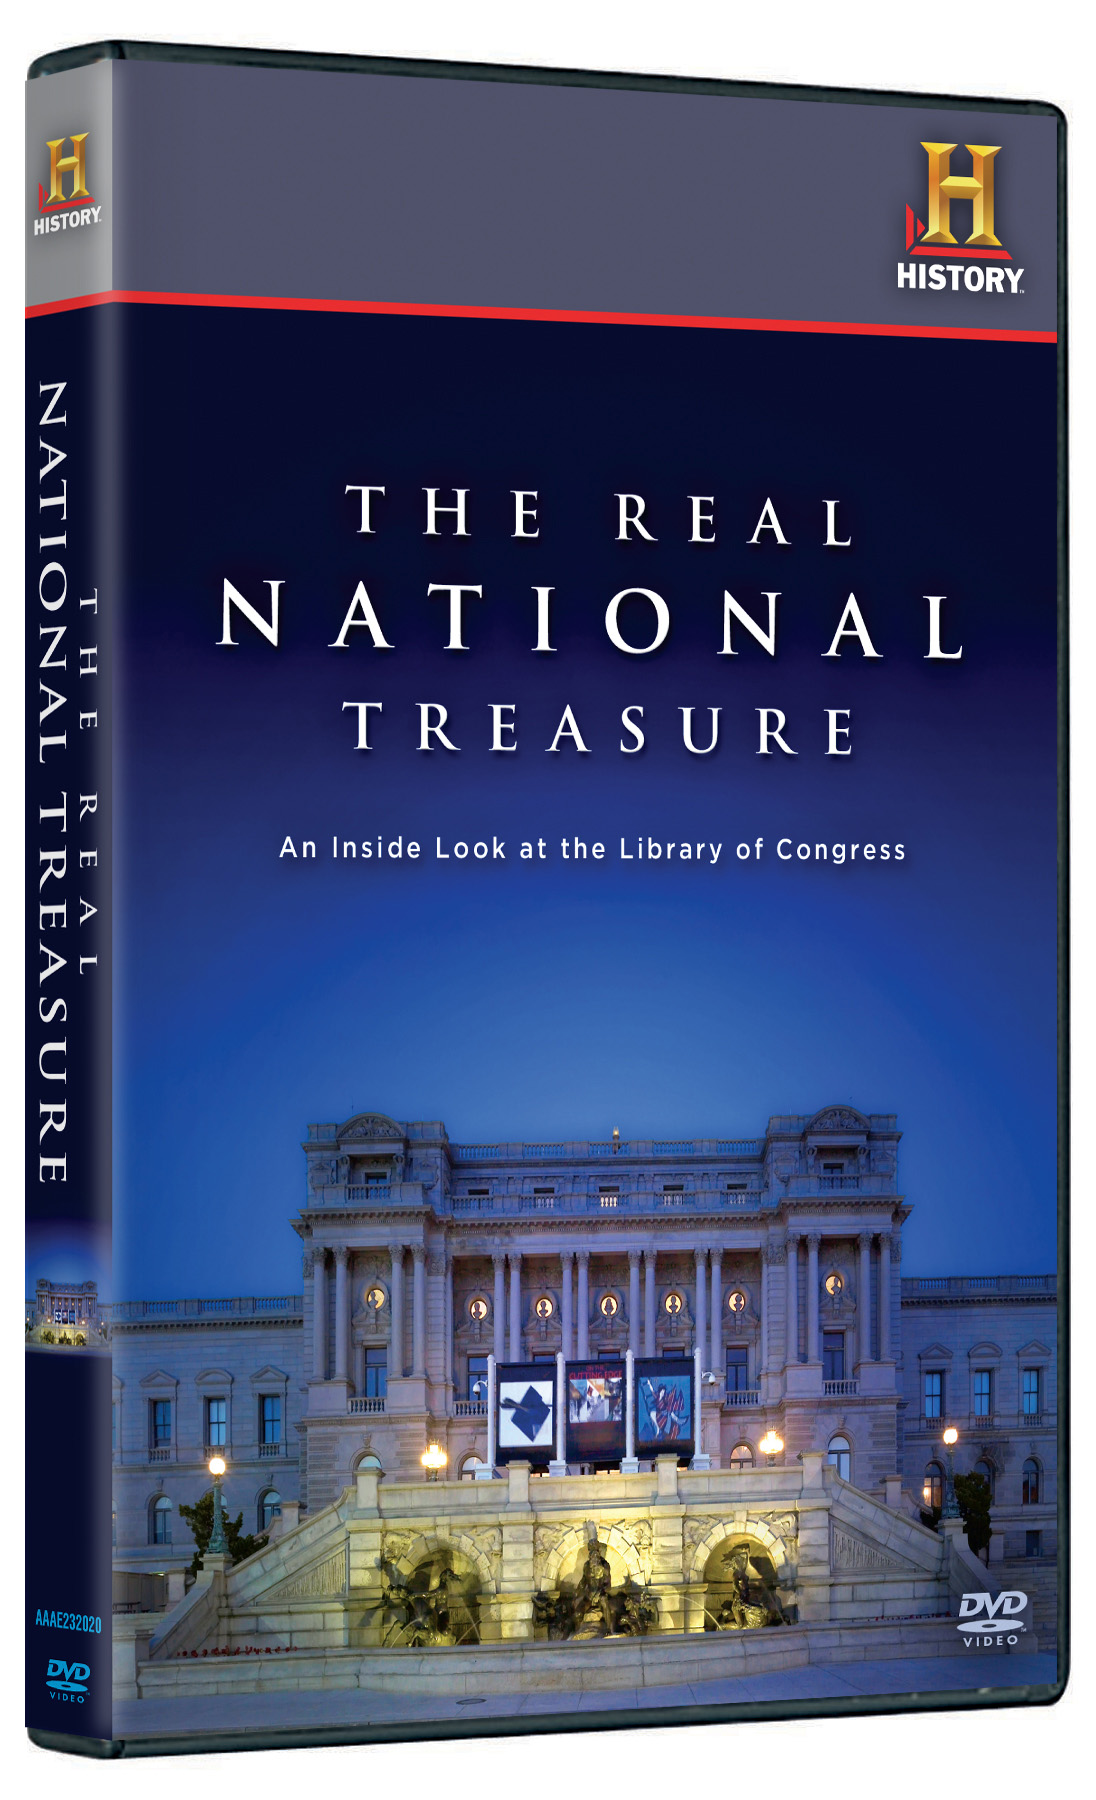 HISTORY
THE REAL
NATIONAL TREASURE
AAAE232020
DVD
VIDEO
HISTORY
THE REAL
NATIONAL
TREASURE
An Inside Look at the Library of Congress
DVD
VIDEO